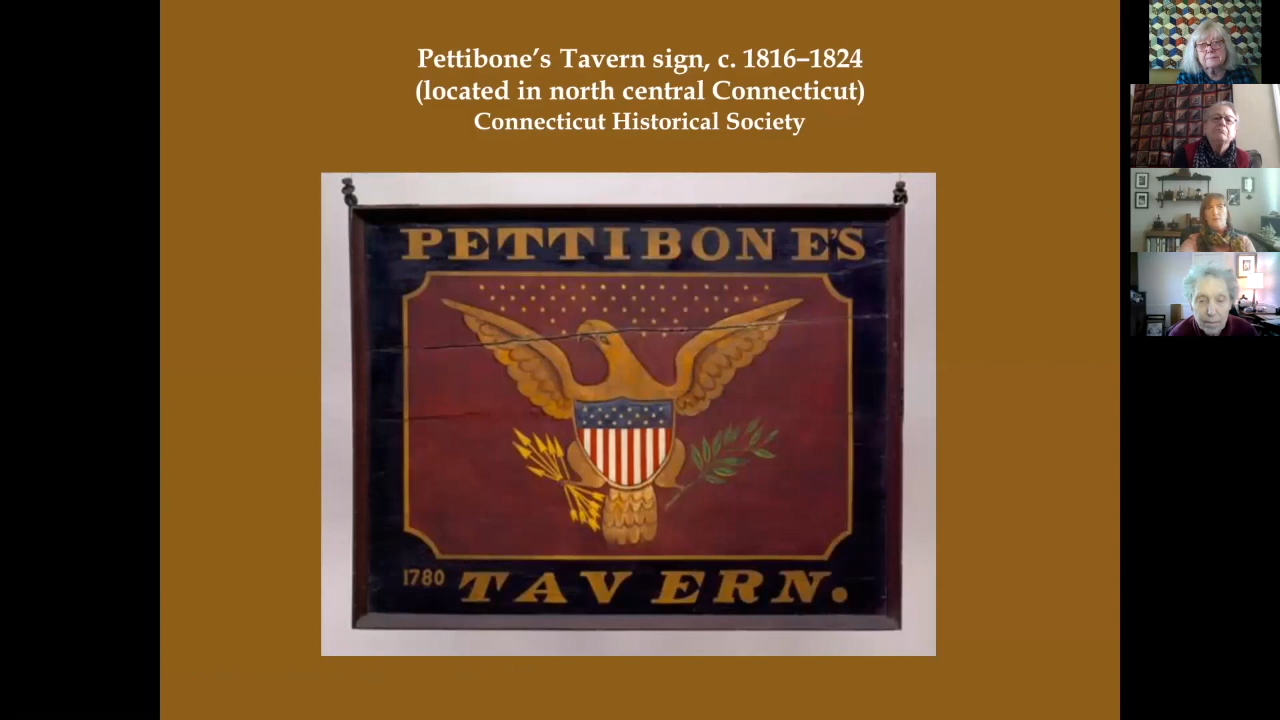 Pettibone’s Tavern sign, c. 1816–1824
(located in north central Connecticut)
Connecticut Historical Society
PETTIBONE'S
1780 TAVERN.